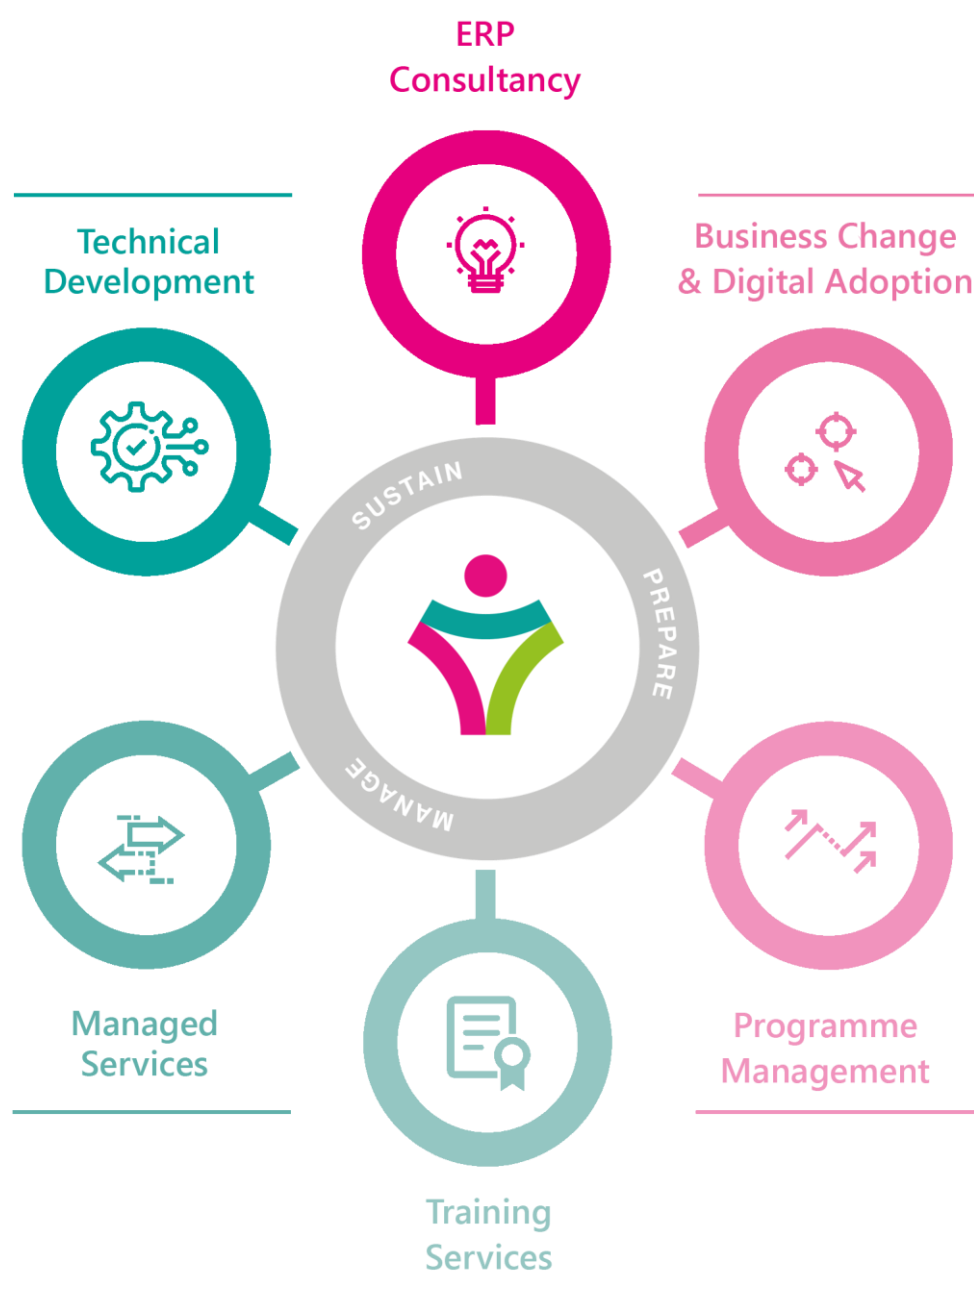 ERP
Consultancy
Technical
Development
Business Change
& Digital Adoption
SUSTAIN
PREPARE
MANAGE
Managed
Services
Programme
Management
Training
Services